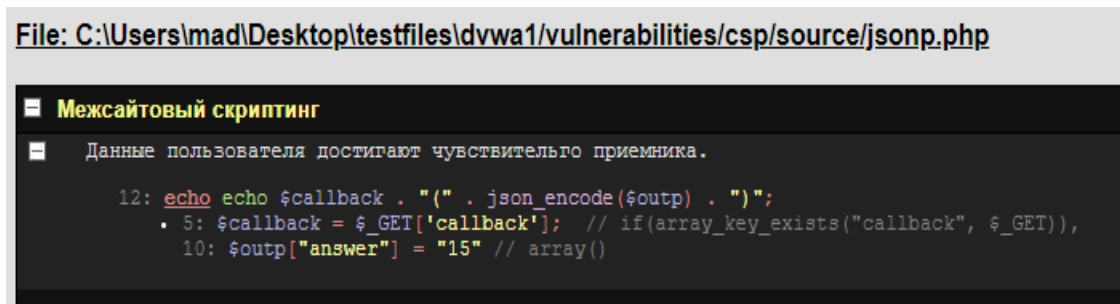 File: C:\Users\mad\Desktop\testfiles\dvwa1/vulnerabilities/csp/source/jsonp.php
Межсайтовый скриптинг
Данные пользователя достигают чувствительго приемника.
12: echo echo $callback . "(" . json_encode($outp) . ")";
• 5: $callback = $_GET['callback']; // if(array_key_exists("callback", $_GET)),
10: $outp["answer"] = "15" // array()